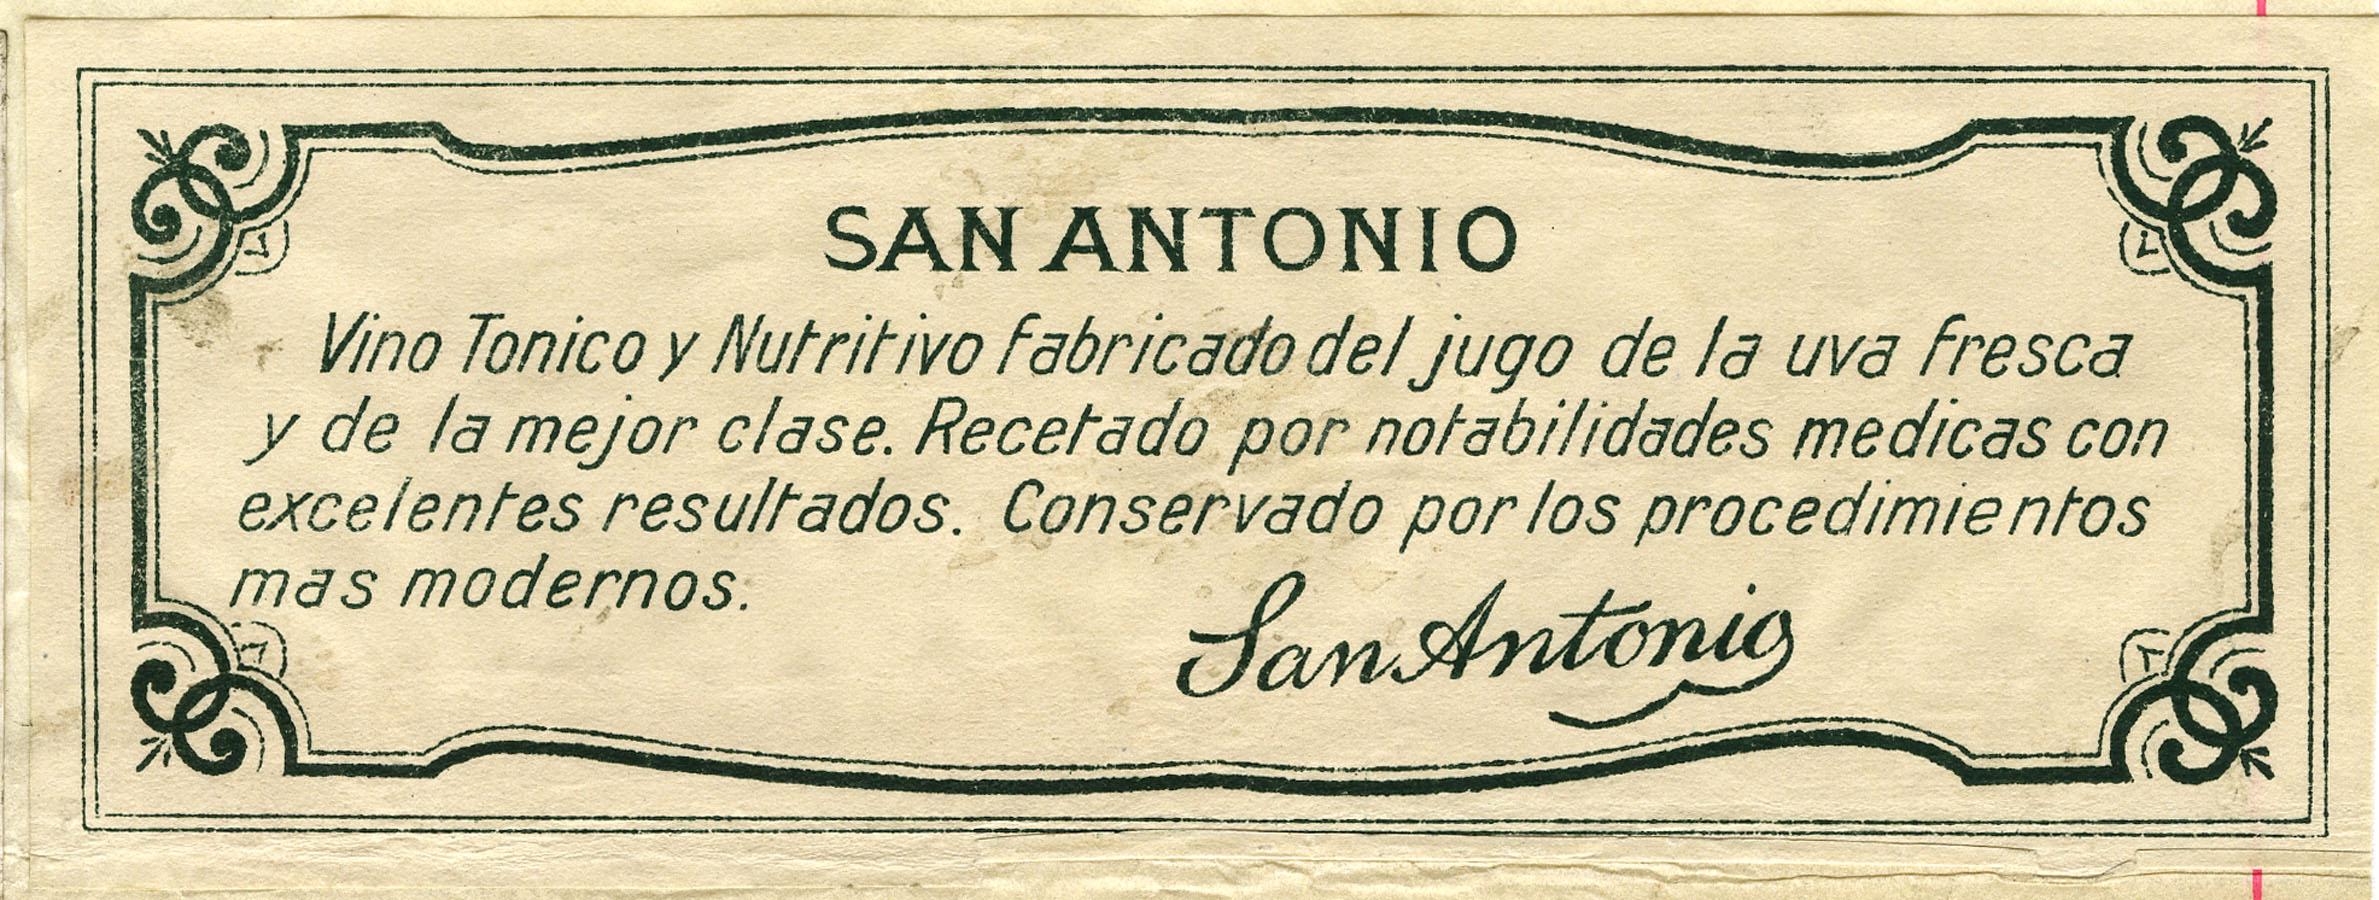 SAN ANTONIO
Vino Tonico y Nutritivo fabricado del jugo de la uva fresca
y de la mejor clase. Recetado por notabilidades medicas con
excelentes resultados. Conservado por los procedimientos
mas modernos.
San Antonio